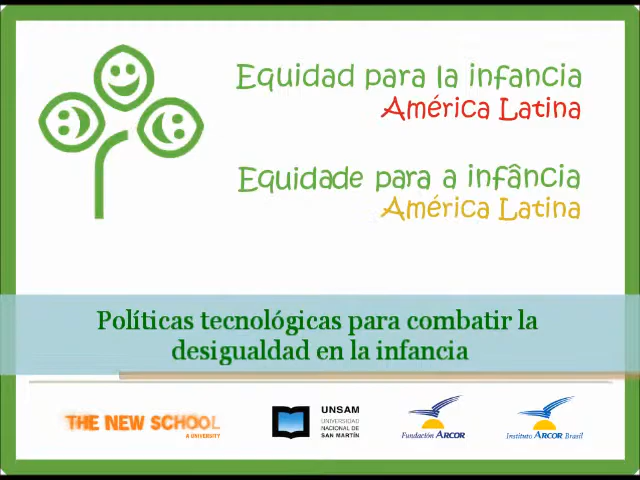 Equidad para la infancia
América Latina
Equidade para a infância
América Latina
Políticas tecnológicas para combatir la
desigualdad en la infancia
THE NEW SCHOOL
A UNIVERSITY
UNSAM
UNIVERSIDAD
NACIONAL DE
SAN MARTÍN
Fundación ARCOR
Instituto ARCOR Brasil